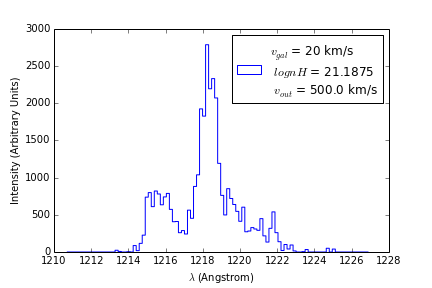 3000
2500
2000
1500
1000
500
0
1210 1212 1214 1216 1218 1220 1222 1224 1226 1228
Intensity (Arbitrary Units)
λ (Angstrom)
v_gal = 20 km/s
lognH = 21.1875
v_out = 500.0 km/s